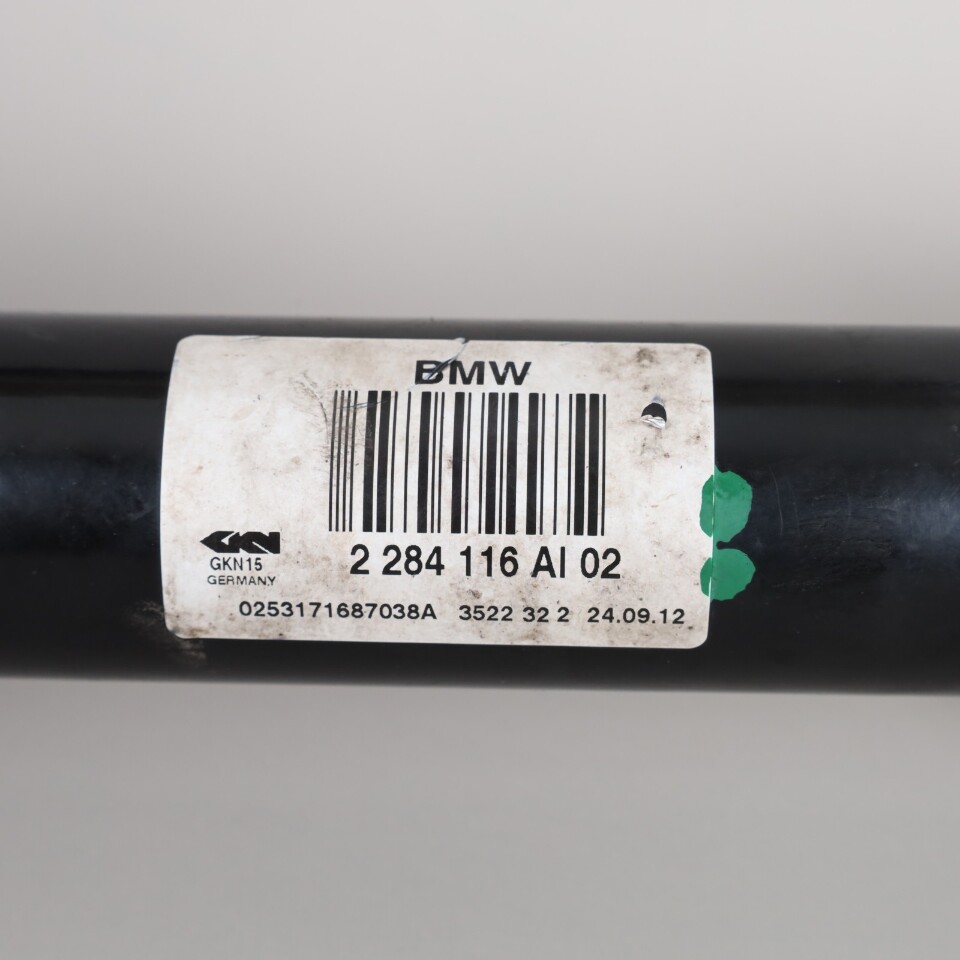 BMW
GKN
GKN15
GERMANY
2 284 116 AI 02
0253171687038A 3522 32 2 24.09.12